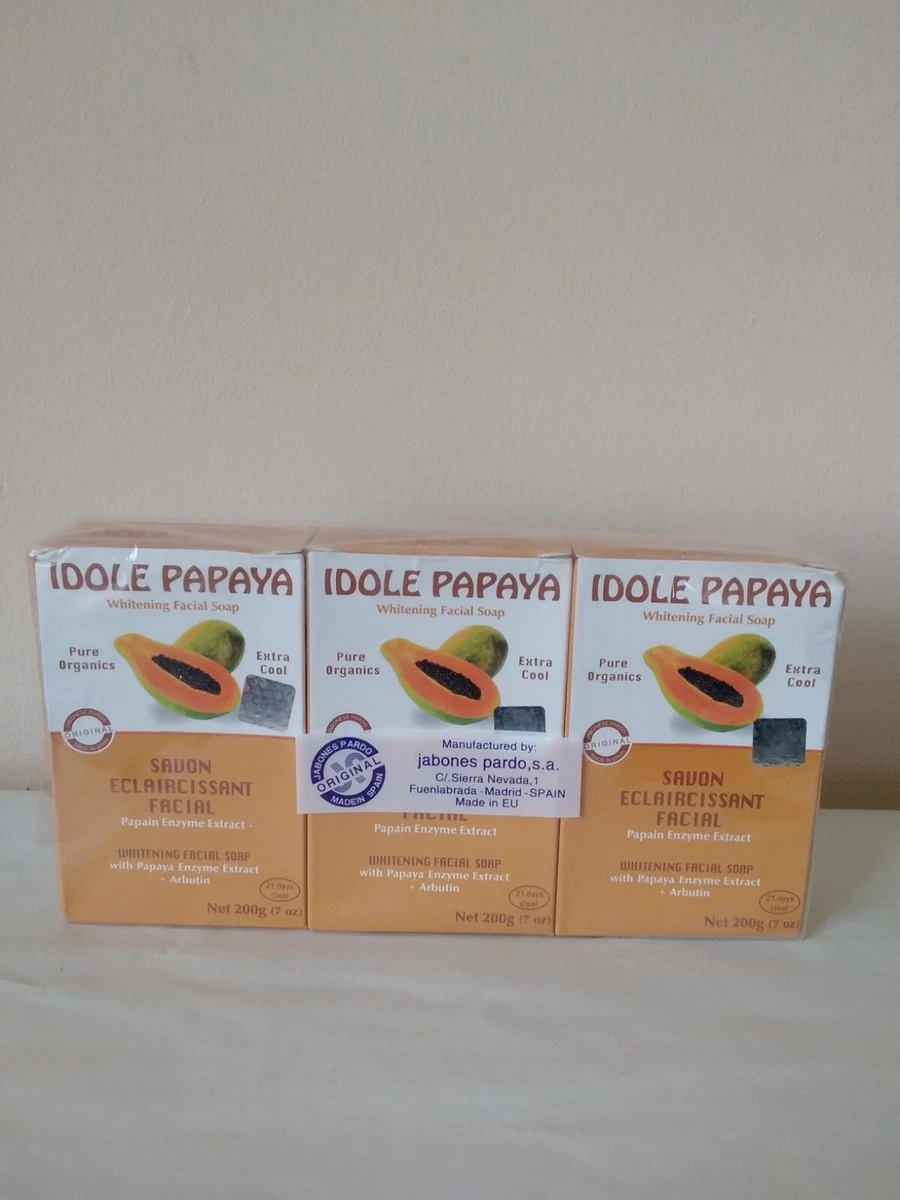 IDOLE PAPAYA
Whitening Facial Soap
Pure
Organics
Extra
Cool
ORIGINAL
SAVON
ECLAIRCISSANT
FACIAL
Papain Enzyme Extract
WHITENING FACIAL SOAP
with Papaya Enzyme Extract
+ Arbutin
21 days
clear
Net 200g (7 oz)
IDOLE PAPAYA
Whitening Facial Soap
Pure
Organics
Extra
Cool
JABONES PARDO
ORIGINAL
MADE IN SPAIN
Manufactured by:
jabones pardo,s.a.
C/.Sierra Nevada,1
Fuenlabrada-Madrid-SPAIN
Made in EU
FACIAL
Papain Enzyme Extract
WHITENING FACIAL SOAP
with Papaya Enzyme Extract
+ Arbutin
21 days
clear
Net 200g (7 oz)
IDOLE PAPAYA
Whitening Facial Soap
Pure
Organics
Extra
Cool
ORIGINAL
SAVON
ECLAIRCISSANT
FACIAL
Papain Enzyme Extract
WHITENING FACIAL SOAP
with Papaya Enzyme Extract
+ Arbutin
21 days
clear
Net 200g (7 oz)